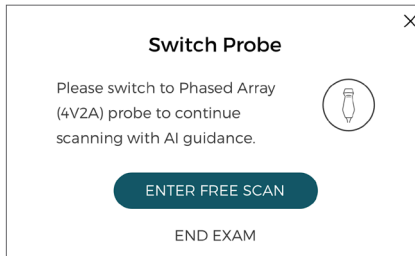 Switch Probe
Please switch to Phased Array
(4V2A) probe to continue
scanning with AI guidance.
ENTER FREE SCAN
END EXAM